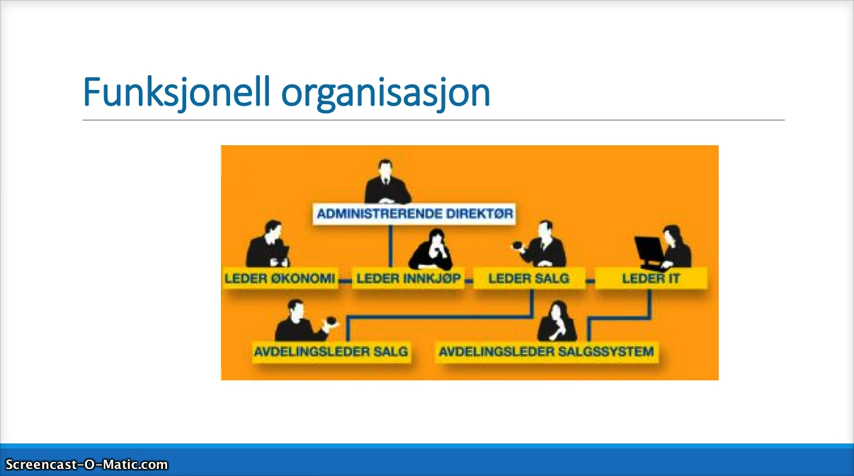 Funksjonell organisasjon
ADMINISTRERENDE DIREKTØR
LEDER ØKONOMI
LEDER INNKJØP
LEDER SALG
LEDER IT
AVDELINGSLEDER SALG
AVDELINGSLEDER SALGSSYSTEM
Screencast-O-Matic.com